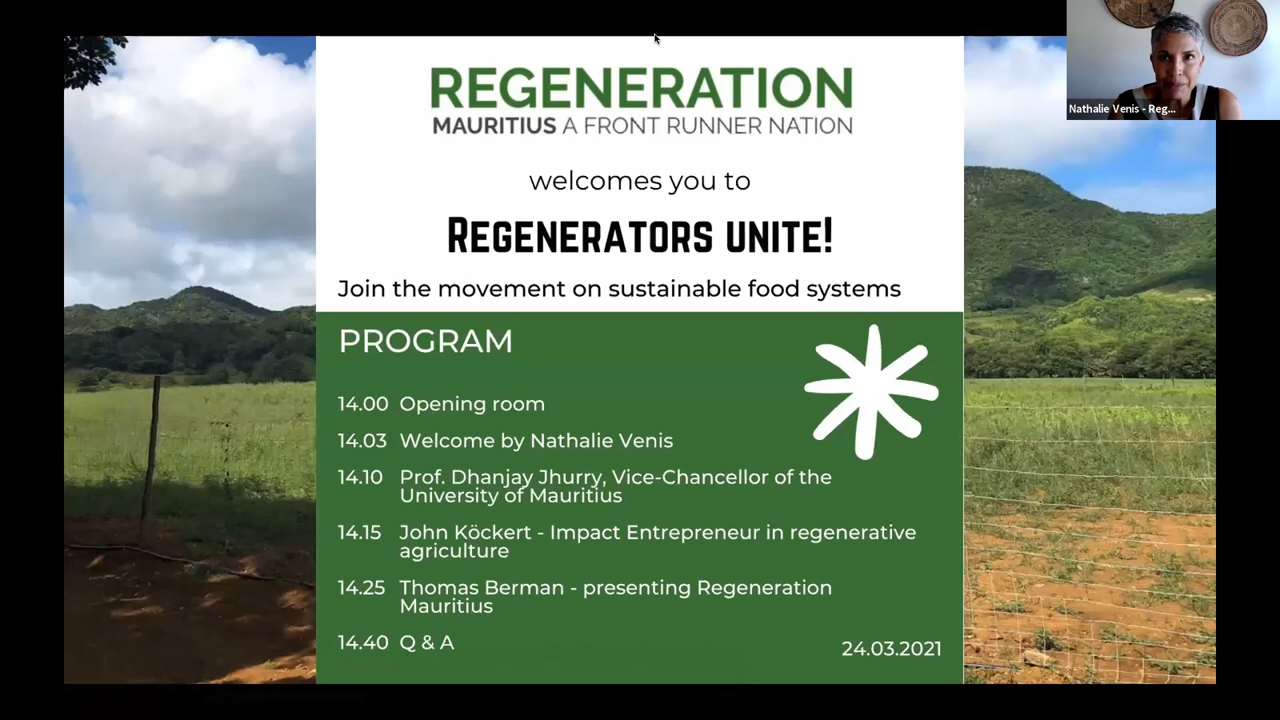 REGENERATION
MAURITIUS A FRONT RUNNER NATION
welcomes you to
REGENERATORS UNITE!
Join the movement on sustainable food systems
PROGRAM
14.00 Opening room
14.03 Welcome by Nathalie Venis
14.10 Prof. Dhanjay Jhurry, Vice-Chancellor of the
University of Mauritius
14.15 John Köckert - Impact Entrepreneur in regenerative
agriculture
14.25 Thomas Berman - presenting Regeneration
Mauritius
14.40 Q & A
24.03.2021
Nathalie Venis - Reg...